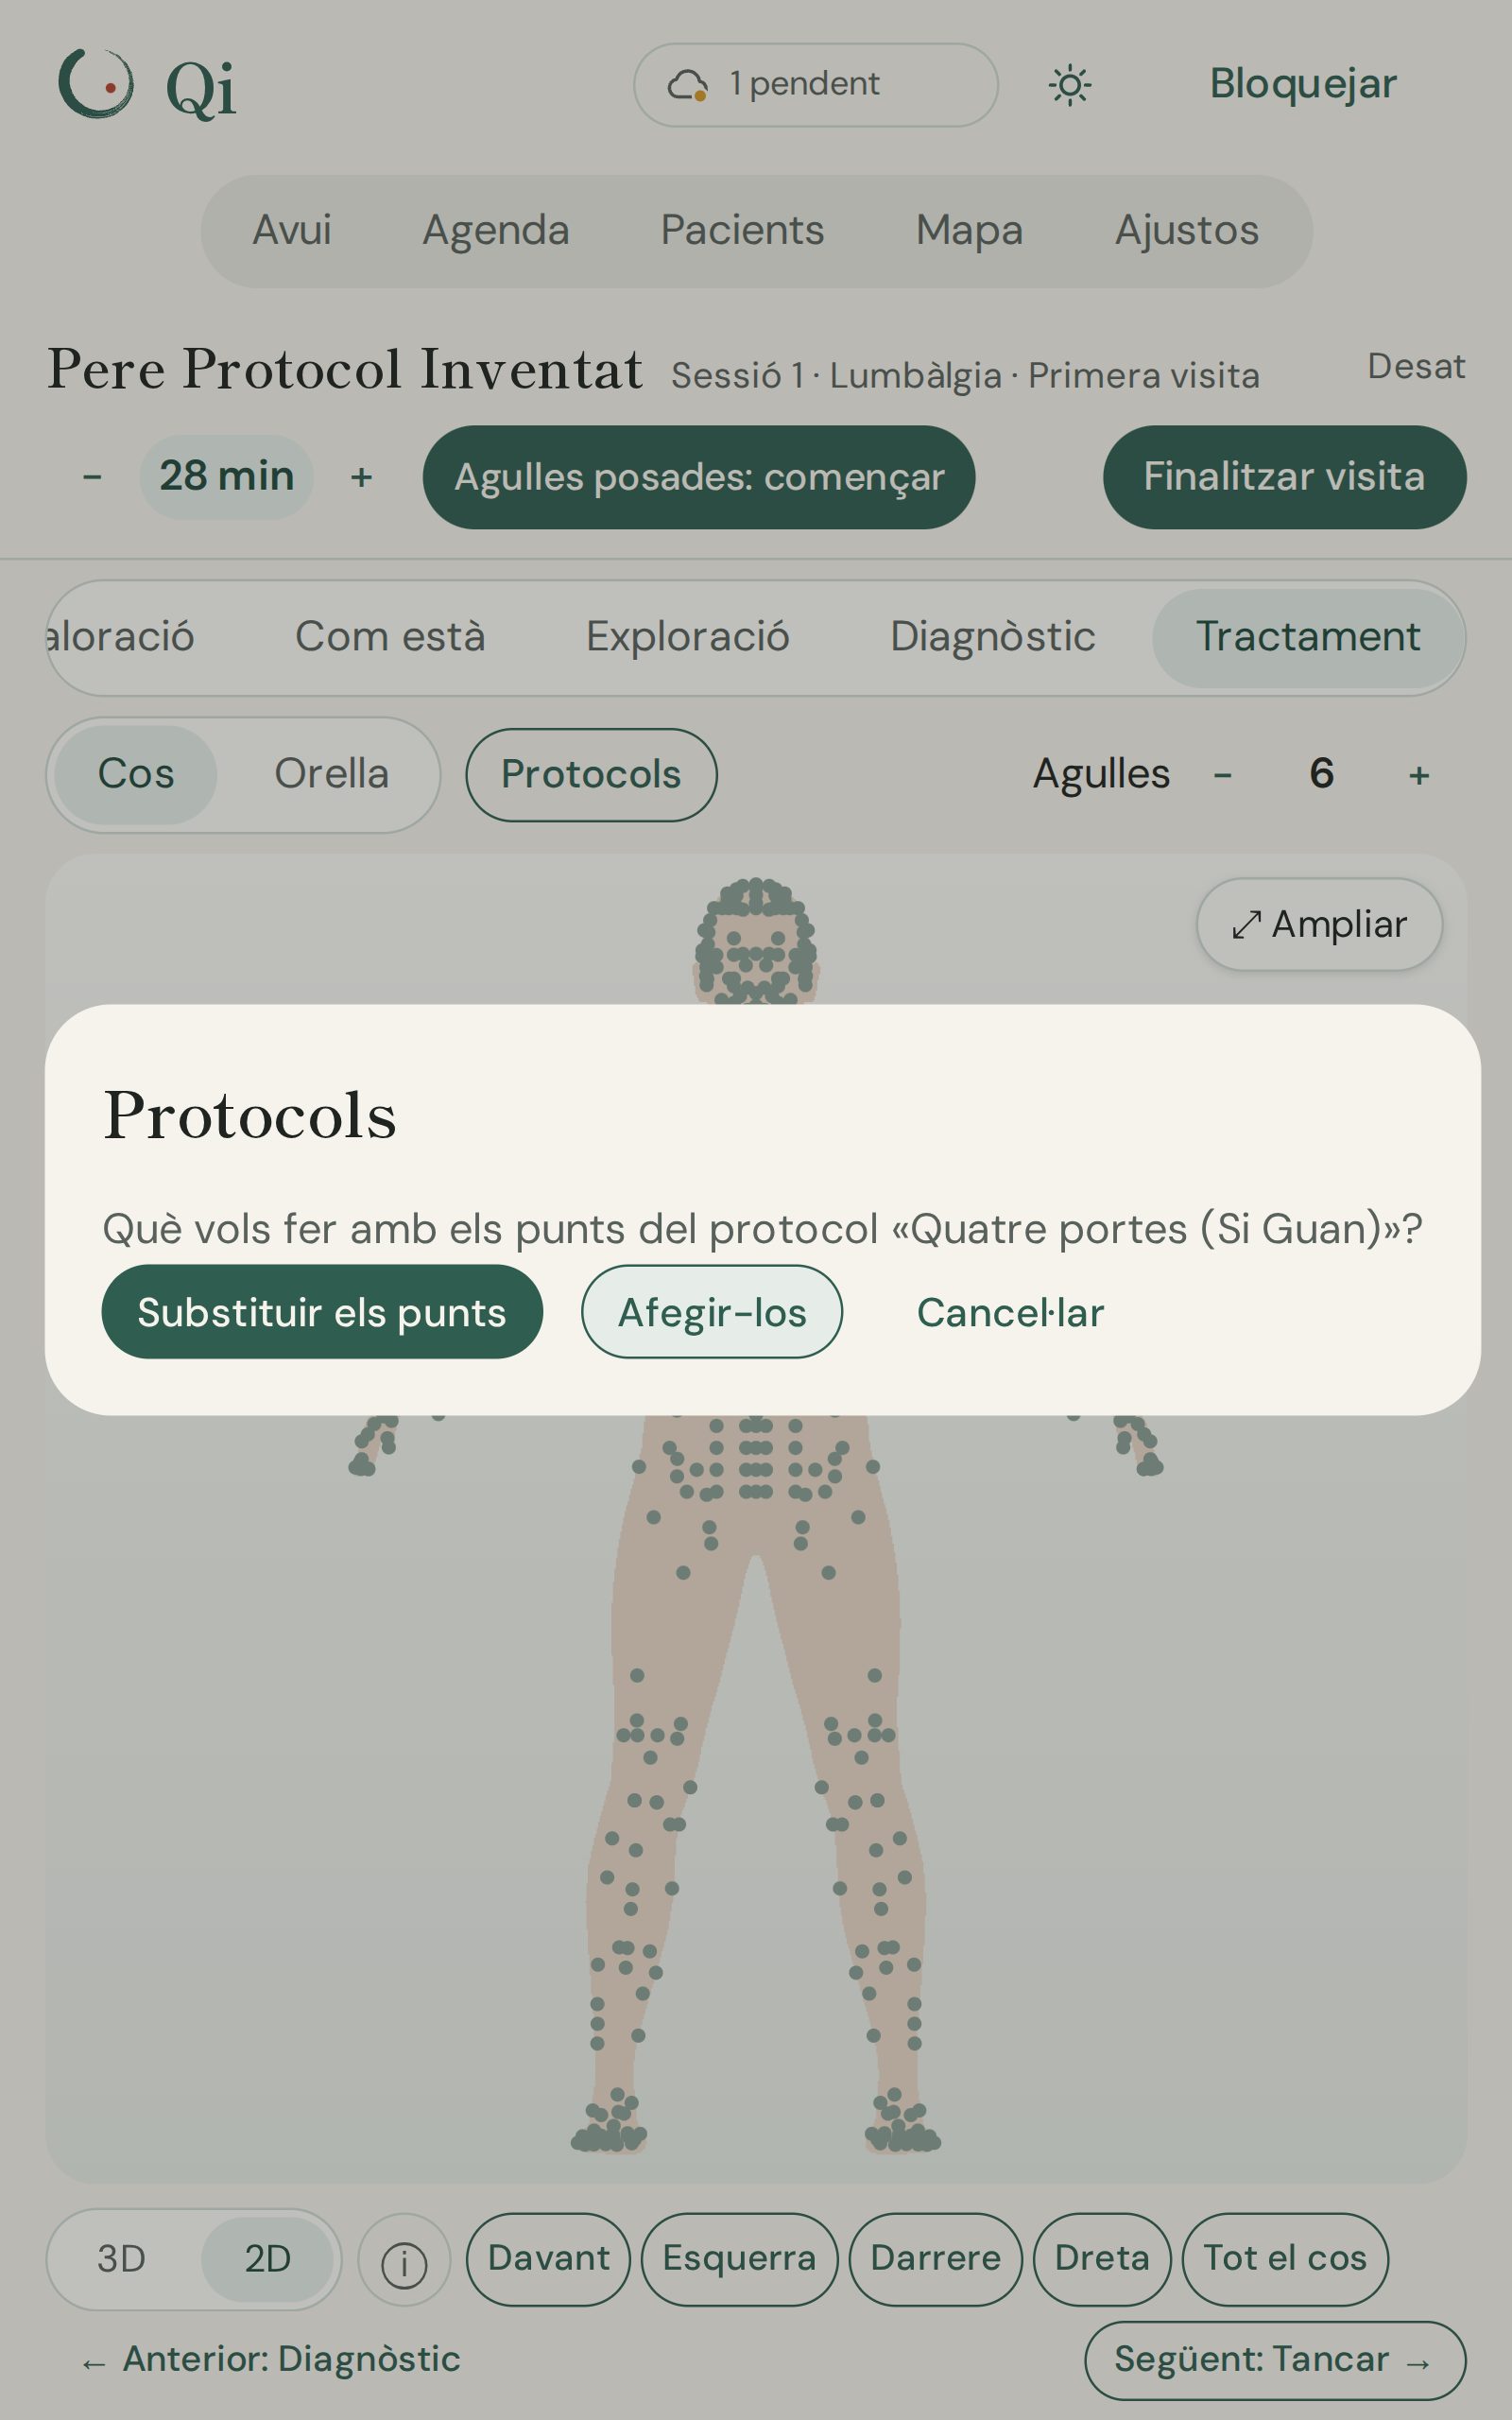 Qi
1 pendent
Bloquejar
Avui Agenda Pacients Mapa Ajustos
Pere Protocol Inventat Sessió 1 · Lumbàlgia · Primera visita Desat
− 28 min + Agulles posades: començar Finalitzar visita
aloració Com està Exploració Diagnòstic Tractament
Cos Orella Protocols Agulles − 6 +
⤢ Ampliar
Protocols
Què vols fer amb els punts del protocol «Quatre portes (Si Guan)»?
Substituir els punts Afegir-los Cancel·lar
3D 2D ⓘ Davant Esquerra Darrere Dreta Tot el cos
← Anterior: Diagnòstic Següent: Tancar →